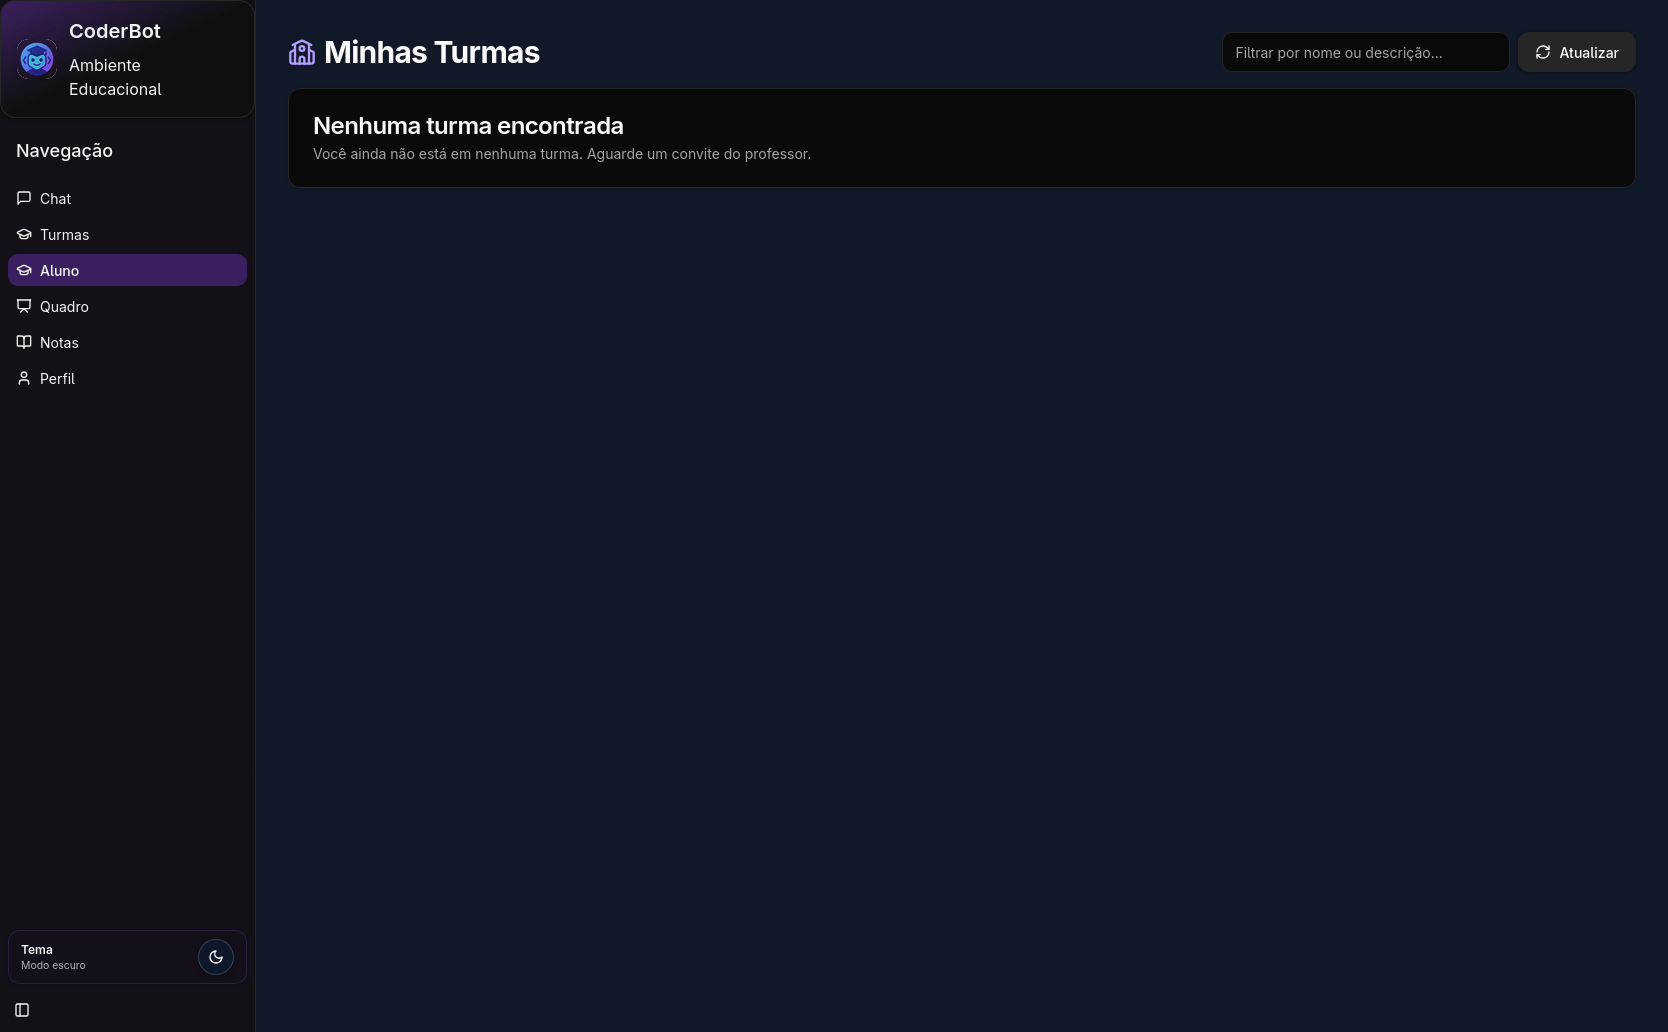 CoderBot
Ambiente
Educacional
Navegação
Chat
Turmas
Aluno
Quadro
Notas
Perfil
Tema
Modo escuro
Minhas Turmas
Filtrar por nome ou descrição...
Atualizar
Nenhuma turma encontrada
Você ainda não está em nenhuma turma. Aguarde um convite do professor.